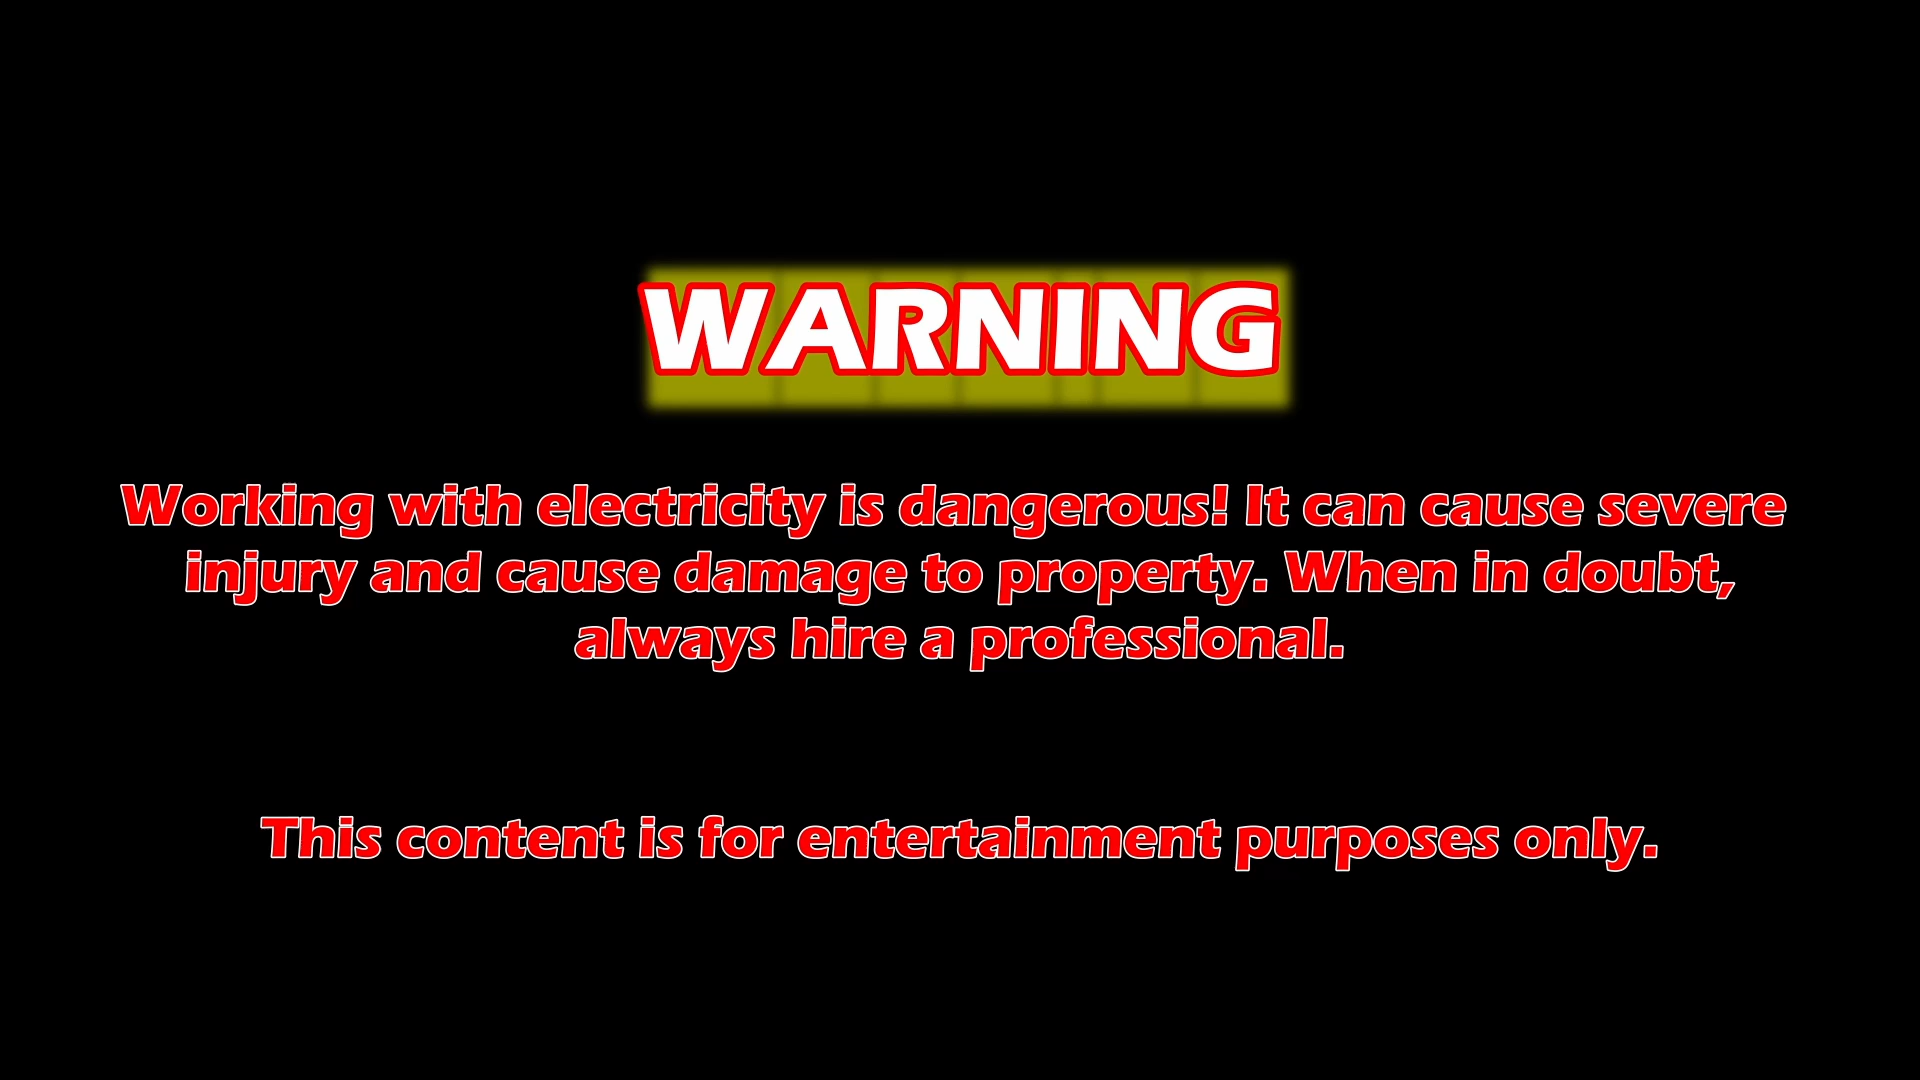 WARNING
Working with electricity is dangerous! It can cause severe
injury and cause damage to property. When in doubt,
always hire a professional.
This content is for entertainment purposes only.